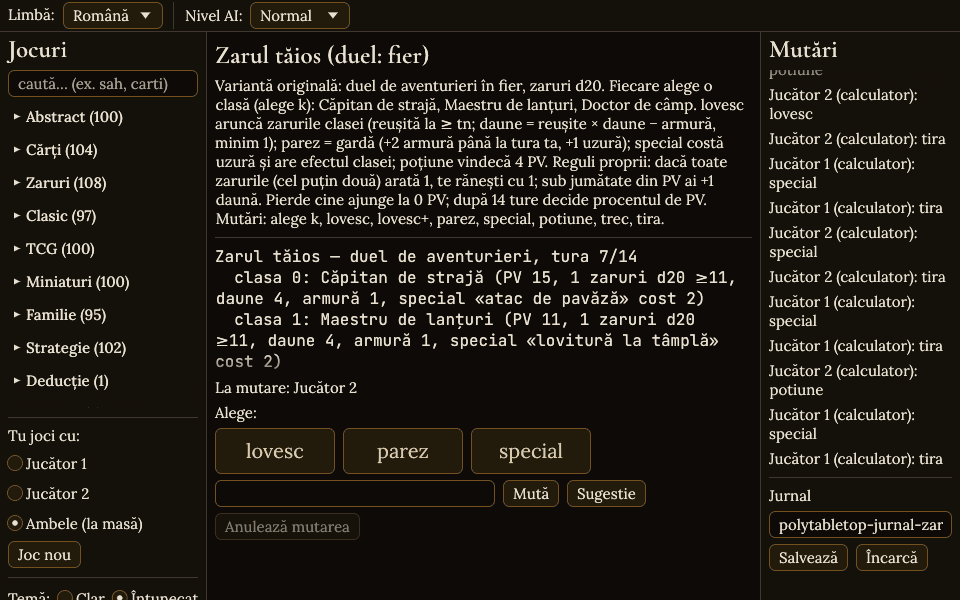 Limbă: Română ▼ Nivel AI: Normal ▼
Jocuri
caută... (ex. sah, carti)
▸ Abstract (100)
▸ Cărți (104)
▸ Zaruri (108)
▸ Clasic (97)
▸ TCG (100)
▸ Miniaturi (100)
▸ Familie (95)
▸ Strategie (102)
▸ Deducție (1)
Tu joci cu:
Jucător 1
Jucător 2
Ambele (la masă)
Joc nou
Temă: Clar Întunecat
Zarul tăios (duel: fier)
Variantă originală: duel de aventurieri în fier, zaruri d20. Fiecare alege o
clasă (alege k): Căpitan de strajă, Maestru de lanțuri, Doctor de câmp. lovesc
aruncă zarurile clasei (reușită la ≥ tn; daune = reușite × daune − armură,
minim 1); parez = gardă (+2 armură până la tura ta, +1 uzură); special costă
uzură și are efectul clasei; poțiune vindecă 4 PV. Reguli proprii: dacă toate
zarurile (cel puțin două) arată 1, te rănești cu 1; sub jumătate din PV ai +1
daună. Pierde cine ajunge la 0 PV; după 14 ture decide procentul de PV.
Mutări: alege k, lovesc, lovesc+, parez, special, potiune, trec, tira.
Zarul tăios — duel de aventurieri, tura 7/14
clasa 0: Căpitan de strajă (PV 15, 1 zaruri d20 ≥11,
daune 4, armură 1, special «atac de pavăză» cost 2)
clasa 1: Maestru de lanțuri (PV 11, 1 zaruri d20
≥11, daune 4, armură 1, special «lovitură la tâmplă»
cost 2)
La mutare: Jucător 2
Alege:
lovesc parez special
Mută Sugestie
Anulează mutarea
Mutări
potiune
Jucător 2 (calculator):
lovesc
Jucător 2 (calculator): tira
Jucător 1 (calculator):
special
Jucător 1 (calculator): tira
Jucător 2 (calculator):
special
Jucător 2 (calculator): tira
Jucător 1 (calculator):
special
Jucător 1 (calculator): tira
Jucător 2 (calculator):
potiune
Jucător 1 (calculator):
special
Jucător 1 (calculator): tira
Jurnal
polytabletop-jurnal-zar
Salvează Încarcă